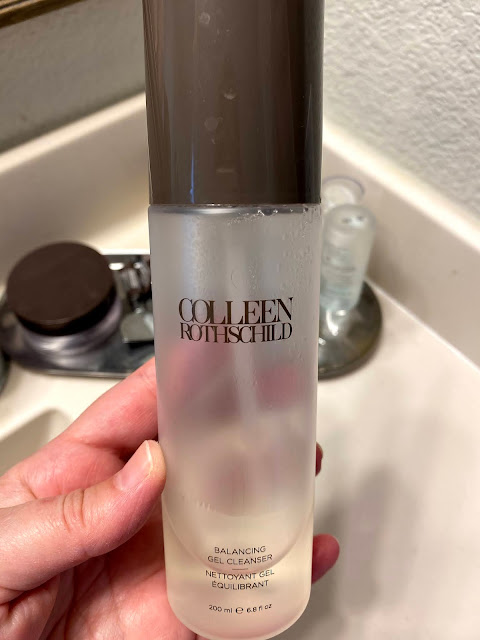 COLLEEN
ROTHSCHILD
BALANCING
GEL CLEANSER
NETTOYANT GEL
ÉQUILIBRANT
200 ml ℮ 6.8 fl oz